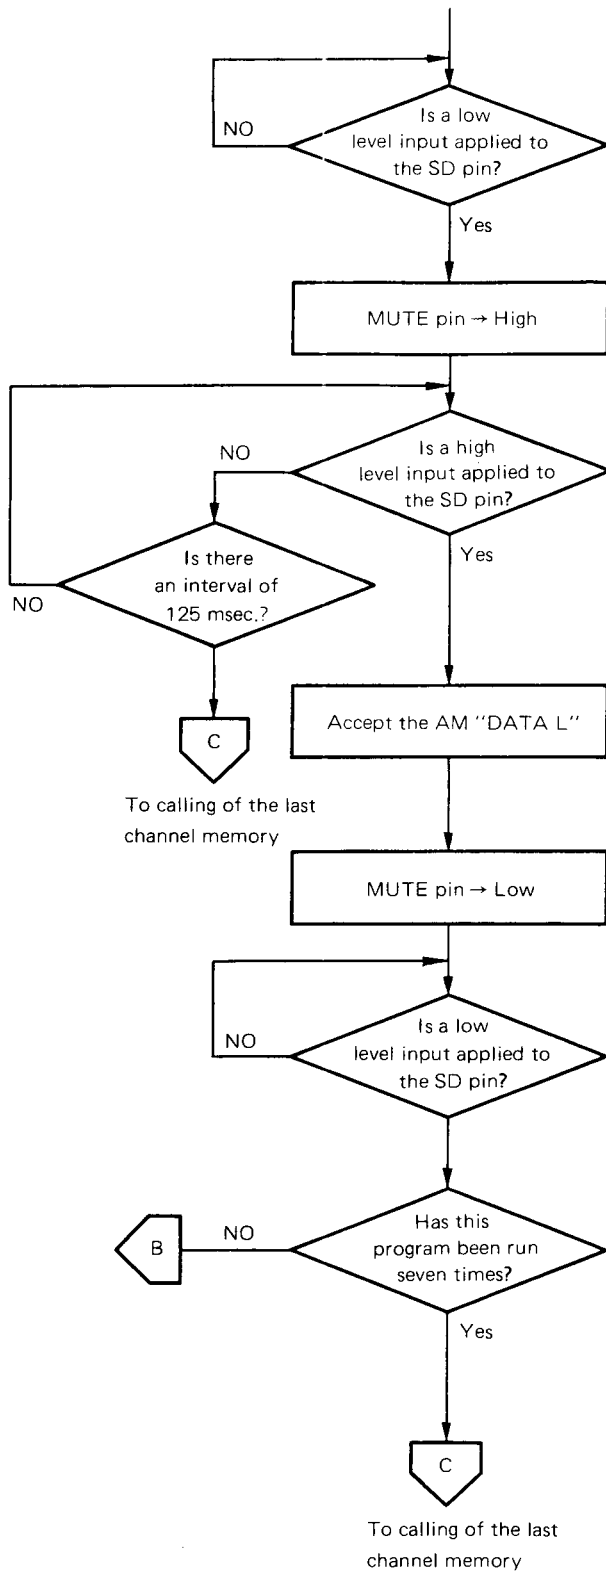 Is a low
level input applied to
the SD pin?
NO
Yes
MUTE pin → High
Is a high
level input applied to
the SD pin?
NO
Yes
Is there
an interval of
125 msec.?
NO
C
To calling of the last
channel memory
Accept the AM "DATA L"
MUTE pin → Low
Is a low
level input applied to
the SD pin?
NO
Has this
program been run
seven times?
NO
B
Yes
C
To calling of the last
channel memory